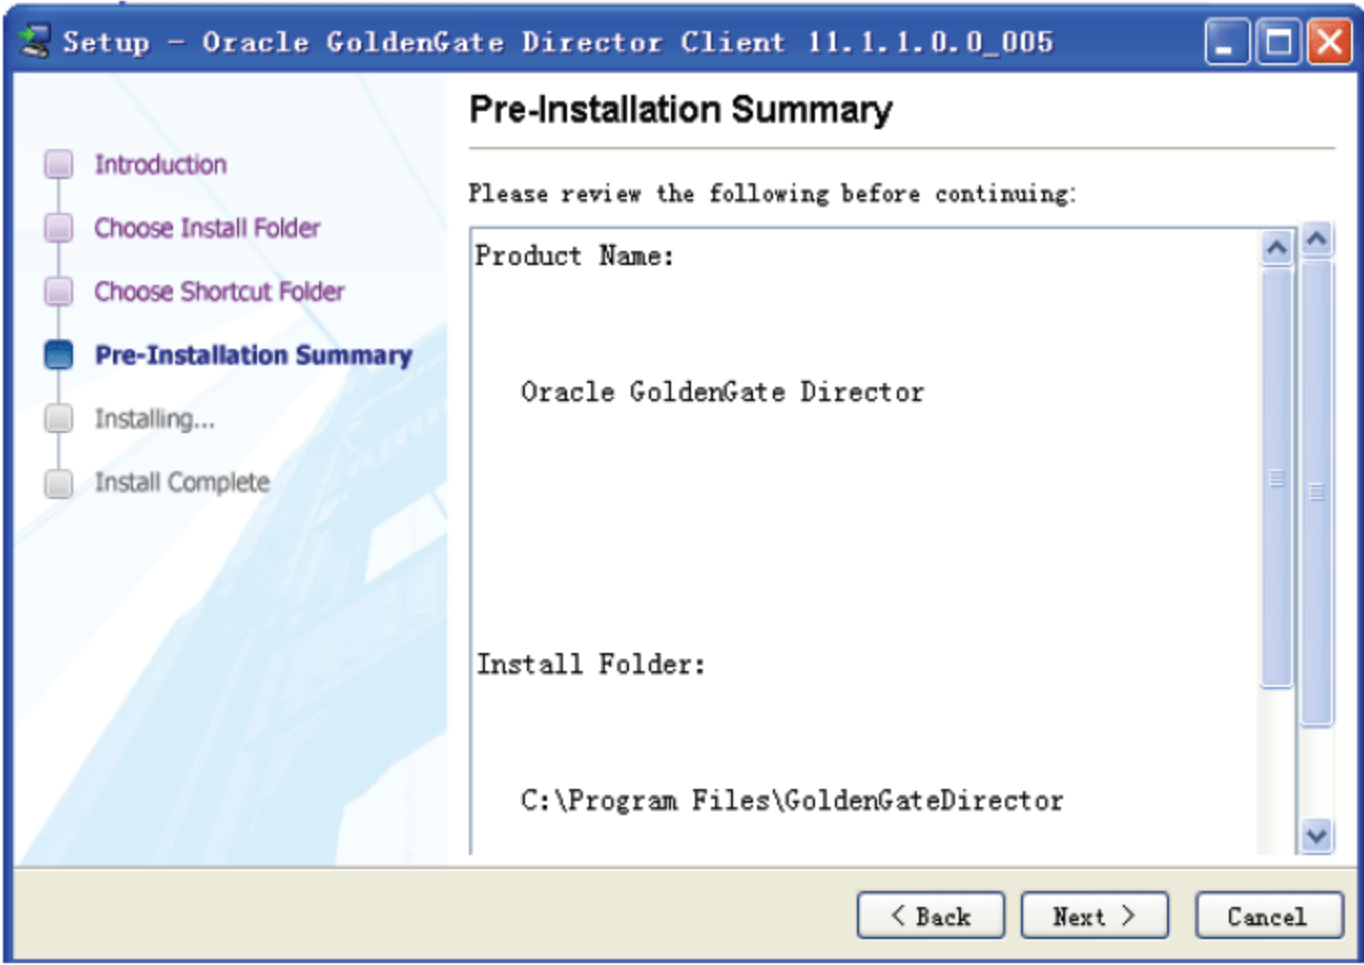 Setup - Oracle GoldenGate Director Client 11.1.1.0.0_005
Introduction
Choose Install Folder
Choose Shortcut Folder
Pre-Installation Summary
Installing...
Install Complete
Pre-Installation Summary
Please review the following before continuing:
Product Name:
Oracle GoldenGate Director
Install Folder:
C:\Program Files\GoldenGateDirector
< Back
Next >
Cancel